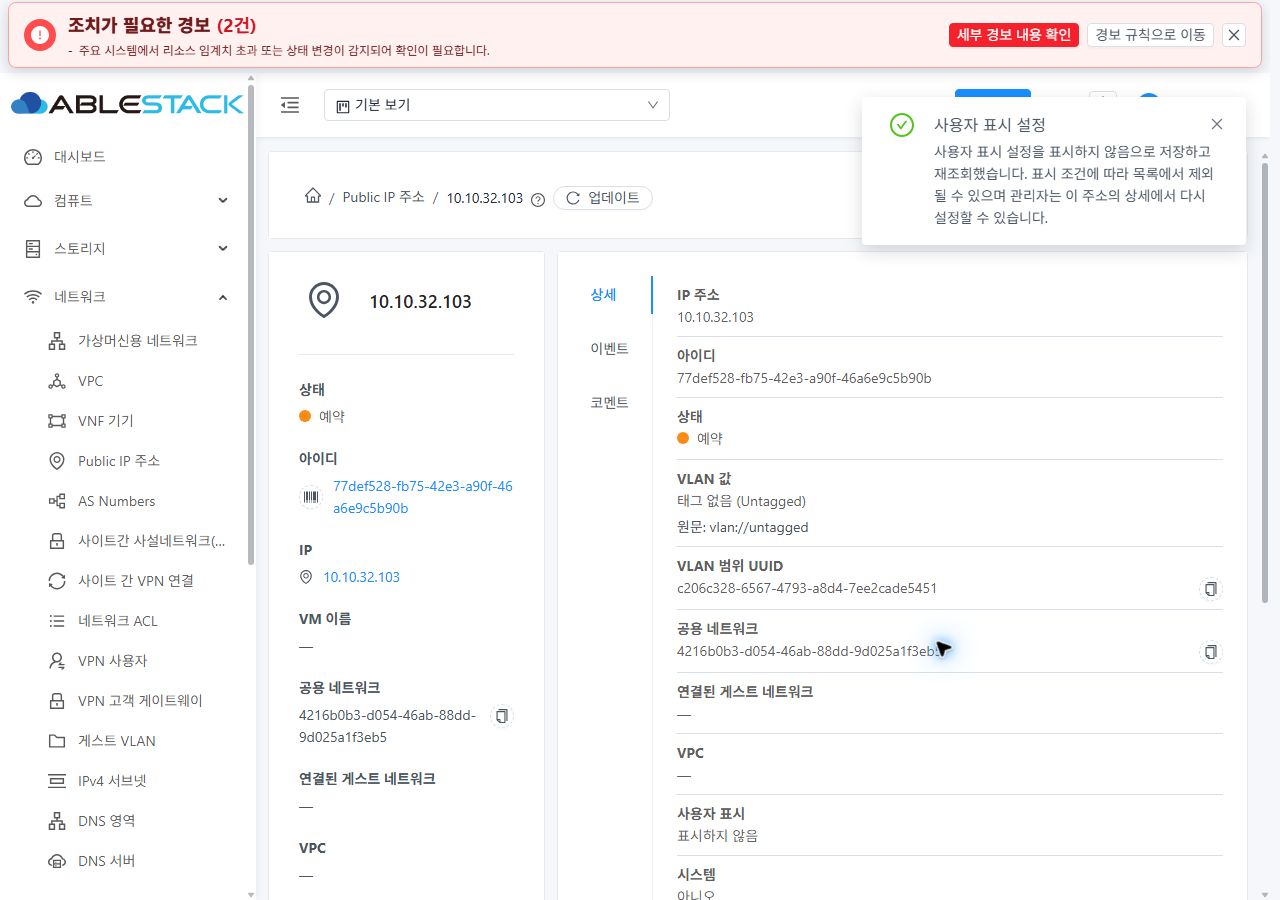 조치가 필요한 경보 (2건)
- 주요 시스템에서 리소스 임계치 초과 또는 상태 변경이 감지되어 확인이 필요합니다.
세부 경보 내용 확인
경보 규칙으로 이동
ABLESTACK
기본 보기
대시보드
컴퓨트
스토리지
네트워크
가상머신용 네트워크
VPC
VNF 기기
Public IP 주소
AS Numbers
사이트간 사설네트워크(...
사이트 간 VPN 연결
네트워크 ACL
VPN 사용자
VPN 고객 게이트웨이
게스트 VLAN
IPv4 서브넷
DNS 영역
DNS 서버
/ Public IP 주소 / 10.10.32.103
업데이트
사용자 표시 설정
사용자 표시 설정을 표시하지 않음으로 저장하고
재조회했습니다. 표시 조건에 따라 목록에서 제외
될 수 있으며 관리자는 이 주소의 상세에서 다시
설정할 수 있습니다.
10.10.32.103
상태
예약
아이디
77def528-fb75-42e3-a90f-46
a6e9c5b90b
IP
10.10.32.103
VM 이름
—
공용 네트워크
4216b0b3-d054-46ab-88dd-
9d025a1f3eb5
연결된 게스트 네트워크
—
VPC
—
상세
이벤트
코멘트
IP 주소
10.10.32.103
아이디
77def528-fb75-42e3-a90f-46a6e9c5b90b
상태
예약
VLAN 값
태그 없음 (Untagged)
원문: vlan://untagged
VLAN 범위 UUID
c206c328-6567-4793-a8d4-7ee2cade5451
공용 네트워크
4216b0b3-d054-46ab-88dd-9d025a1f3eb5
연결된 게스트 네트워크
—
VPC
—
사용자 표시
표시하지 않음
시스템
아니오